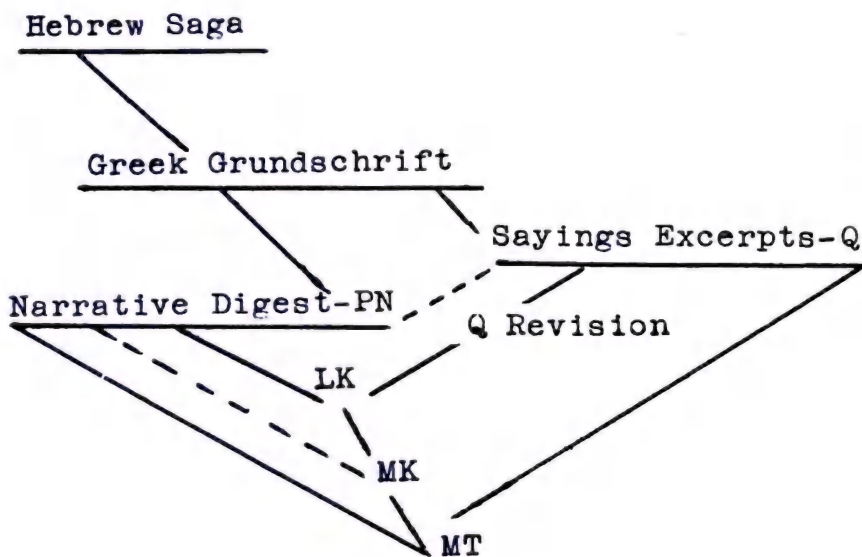 Hebrew Saga
Greek Grundschrift
Sayings Excerpts-Q
Narrative Digest-PN
Q Revision
LK
MK
MT